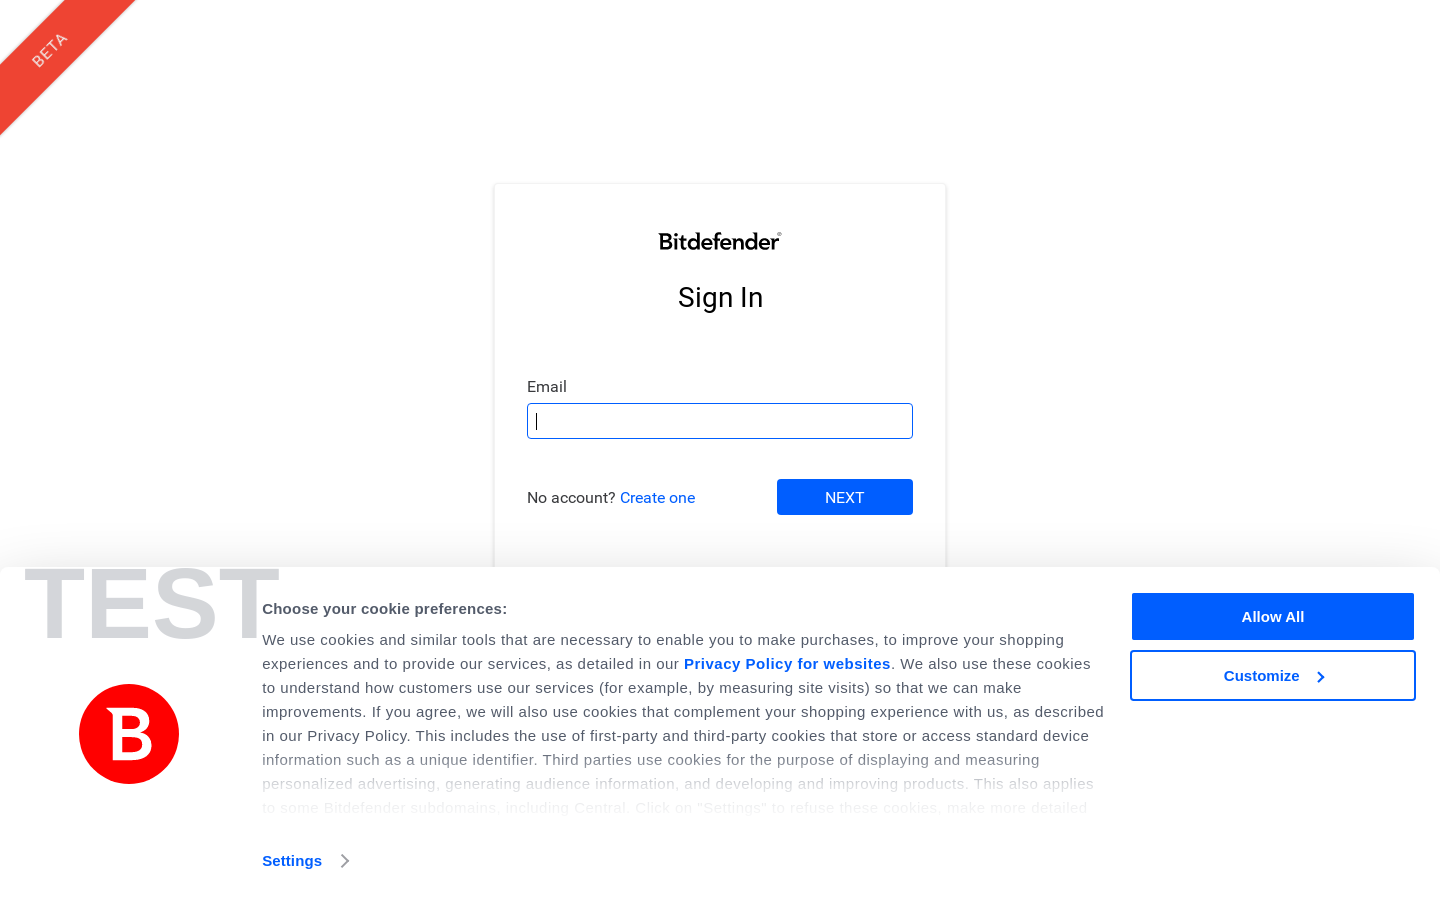 BETA
Bitdefender®
Sign In
Email
No account? Create one
NEXT
TEST
Choose your cookie preferences:
We use cookies and similar tools that are necessary to enable you to make purchases, to improve your shopping
experiences and to provide our services, as detailed in our Privacy Policy for websites. We also use these cookies
to understand how customers use our services (for example, by measuring site visits) so that we can make
improvements. If you agree, we will also use cookies that complement your shopping experience with us, as described
in our Privacy Policy. This includes the use of first-party and third-party cookies that store or access standard device
information such as a unique identifier. Third parties use cookies for the purpose of displaying and measuring
personalized advertising, generating audience information, and developing and improving products. This also applies
to some Bitdefender subdomains, including Central. Click on "Settings" to refuse these cookies, make more detailed
Allow All
Customize
B
Settings